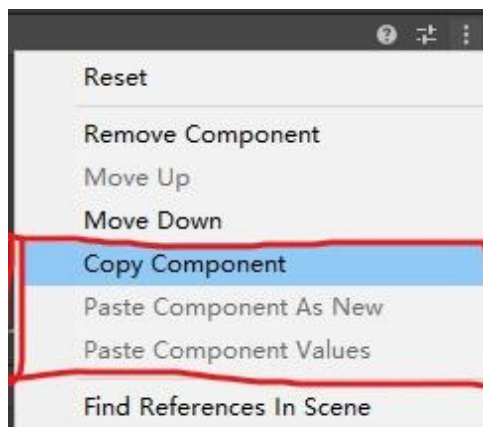 Reset
Remove Component
Move Up
Move Down
Copy Component
Paste Component As New
Paste Component Values
Find References In Scene